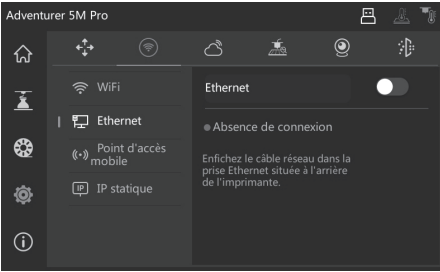 Adventurer 5M Pro
WiFi
Ethernet
Point d'accès
mobile
IP
IP statique
Ethernet
Absence de connexion
Enfichez le câble réseau dans la
prise Ethernet située à l'arrière
de l'imprimante.